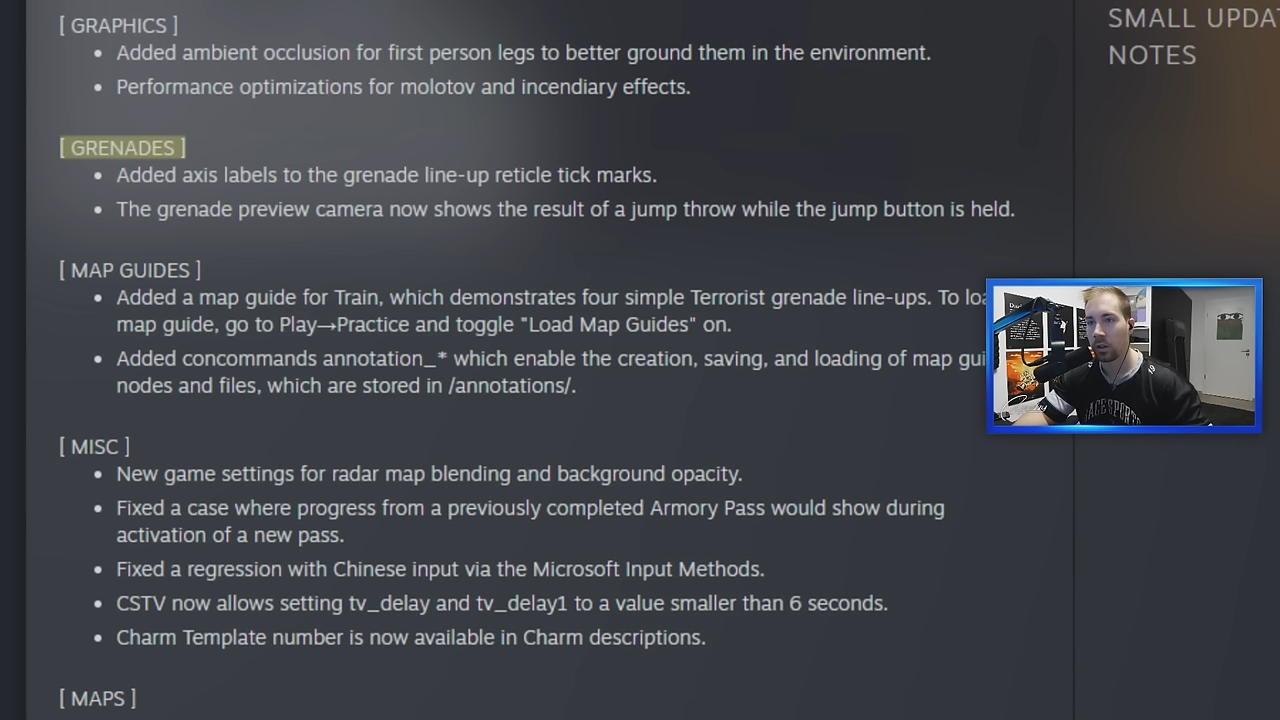 [ GRAPHICS ]
• Added ambient occlusion for first person legs to better ground them in the environment.
• Performance optimizations for molotov and incendiary effects.
[ GRENADES ]
• Added axis labels to the grenade line-up reticle tick marks.
• The grenade preview camera now shows the result of a jump throw while the jump button is held.
[ MAP GUIDES ]
• Added a map guide for Train, which demonstrates four simple Terrorist grenade line-ups. To loa
map guide, go to Play→Practice and toggle "Load Map Guides" on.
• Added concommands annotation_* which enable the creation, saving, and loading of map gui
nodes and files, which are stored in /annotations/.
[ MISC ]
• New game settings for radar map blending and background opacity.
• Fixed a case where progress from a previously completed Armory Pass would show during
activation of a new pass.
• Fixed a regression with Chinese input via the Microsoft Input Methods.
• CSTV now allows setting tv_delay and tv_delay1 to a value smaller than 6 seconds.
• Charm Template number is now available in Charm descriptions.
[ MAPS ]
SMALL UPDA
NOTES